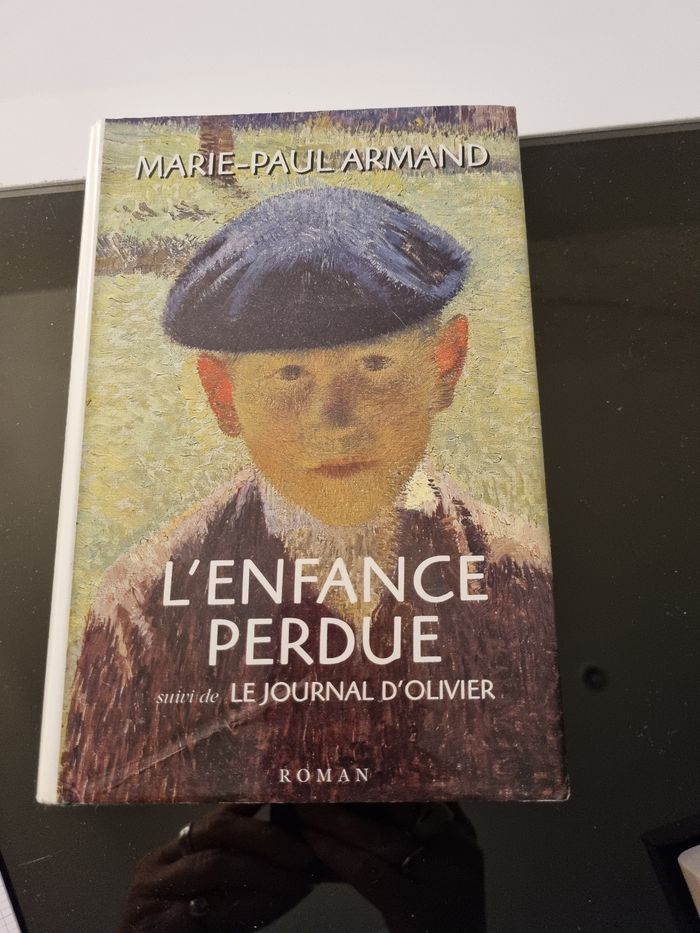 MARIE-PAUL ARMAND
L'ENFANCE
PERDUE
suivi de LE JOURNAL D'OLIVIER
ROMAN